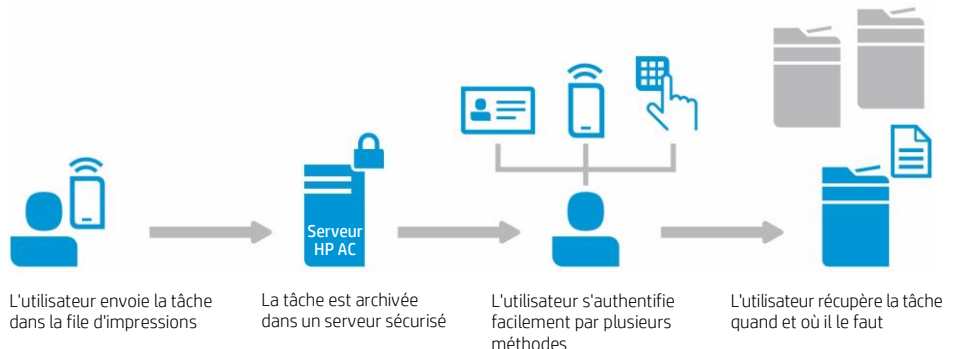 Serveur
HP AC
L'utilisateur envoie la tâche
dans la file d'impressions
La tâche est archivée
dans un serveur sécurisé
L'utilisateur s'authentifie
facilement par plusieurs
méthodes
L'utilisateur récupère la tâche
quand et où il le faut